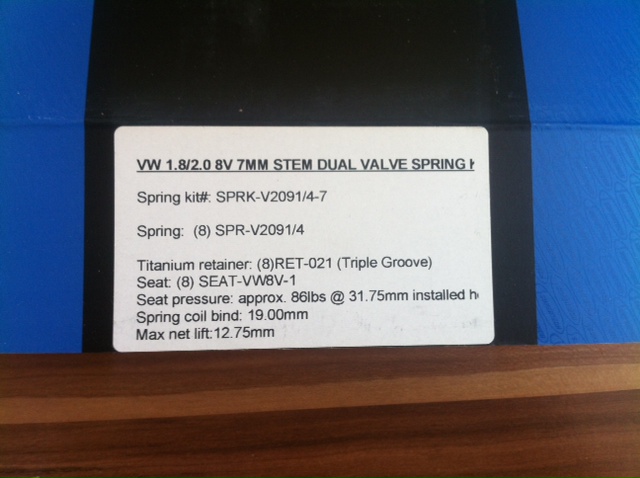 VW 1.8/2.0 8V 7MM STEM DUAL VALVE SPRING
Spring kit#: SPRK-V2091/4-7
Spring: (8) SPR-V2091/4
Titanium retainer: (8)RET-021 (Triple Groove)
Seat: (8) SEAT-VW8V-1
Seat pressure: approx. 86lbs @ 31.75mm installed
Spring coil bind: 19.00mm
Max net lift:12.75mm